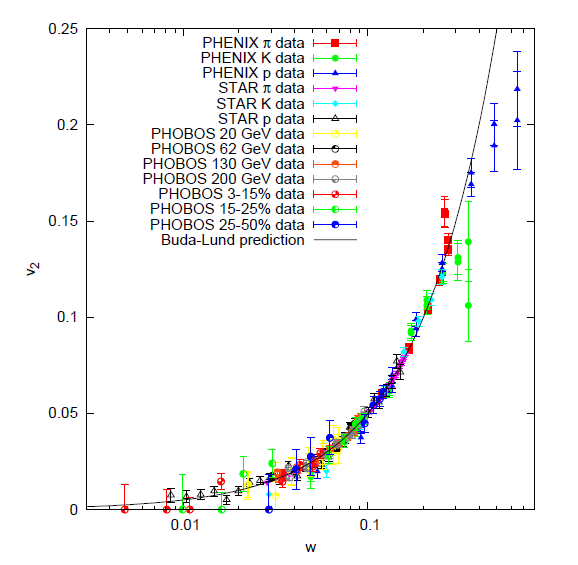 0.25
0.2
0.15
0.1
0.05
0
v2
PHENIX π data
PHENIX K data
PHENIX p data
STAR π data
STAR K data
STAR p data
PHOBOS 20 GeV data
PHOBOS 62 GeV data
PHOBOS 130 GeV data
PHOBOS 200 GeV data
PHOBOS 3-15% data
PHOBOS 15-25% data
PHOBOS 25-50% data
Buda-Lund prediction
0.01 0.1
w